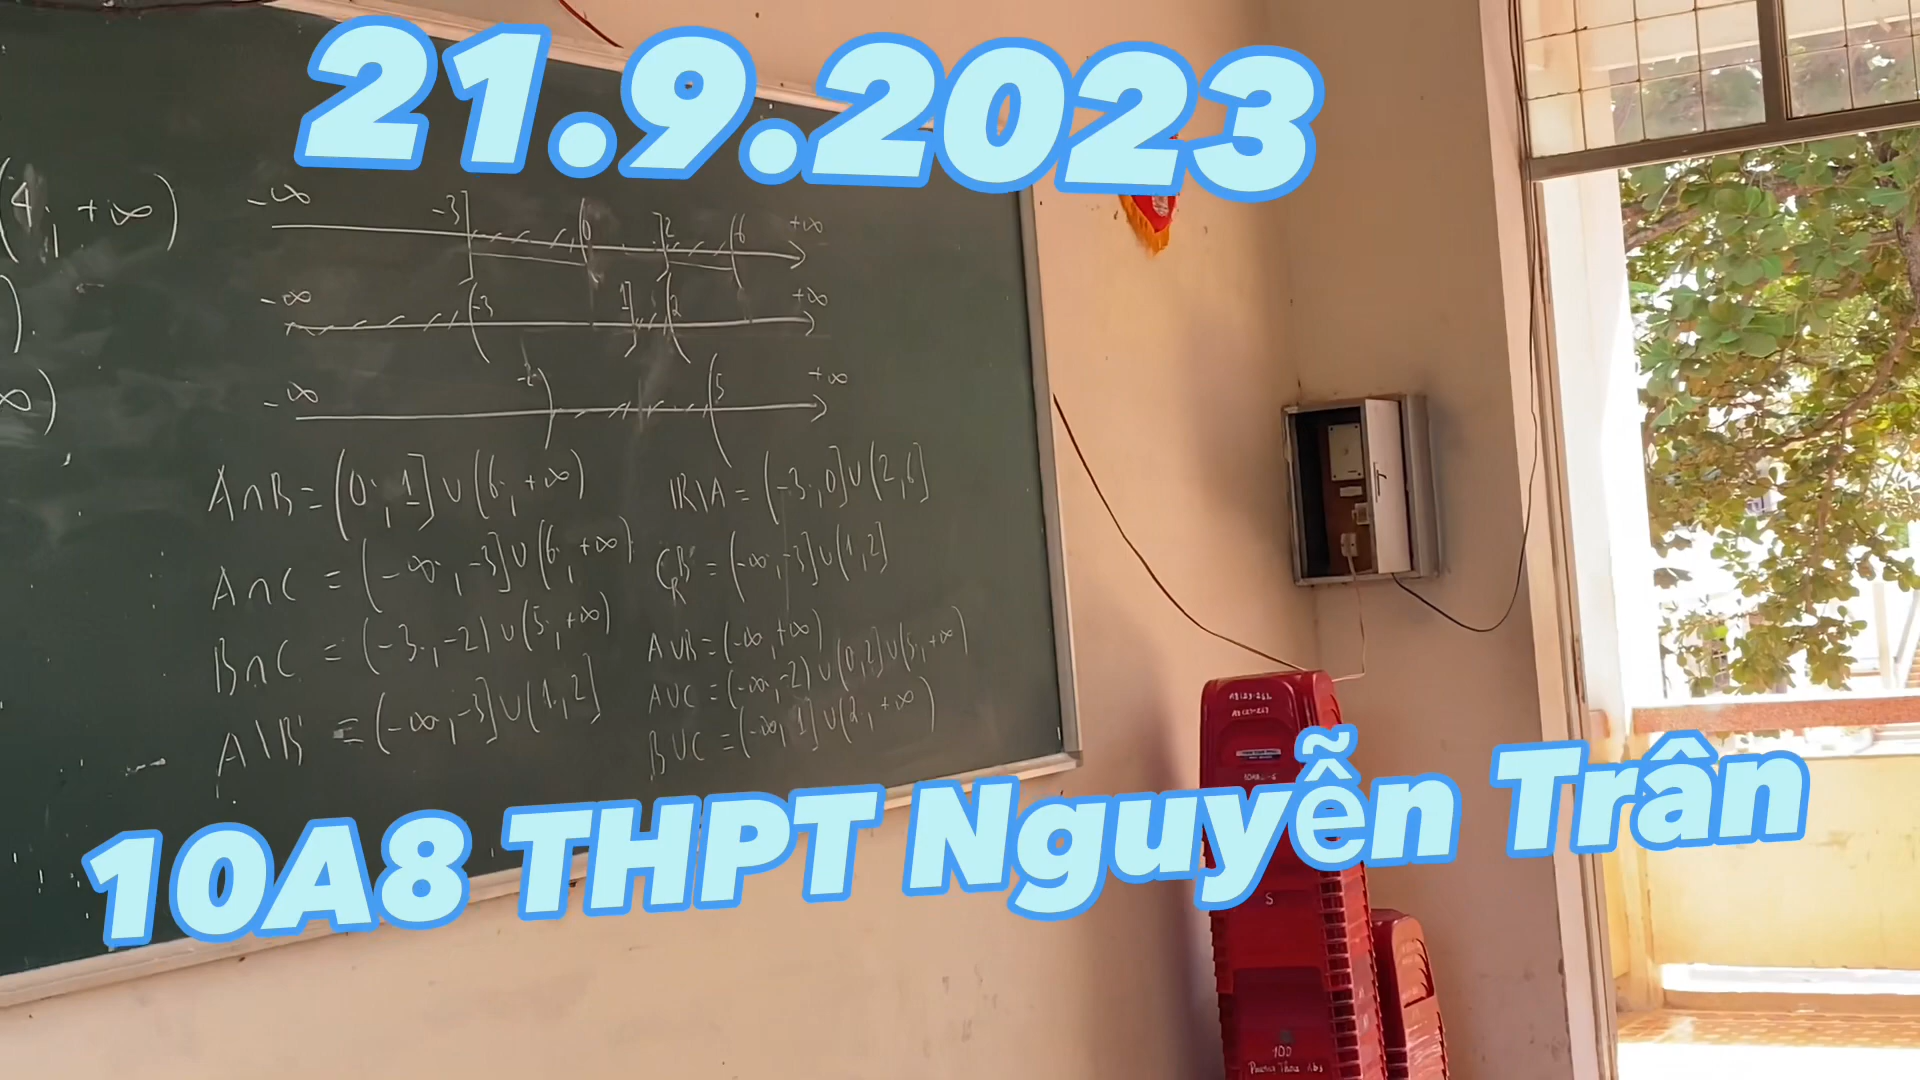 21.9.2023
(4; +∞)
-∞ -3 0 2 6 +∞
).
-∞ -3 1 2 +∞
∞)
-∞ -2 5 +∞
A∩B = (0; 1] ∪ (6; +∞)
A∩C = (-∞; -3] ∪ (6; +∞)
B∩C = (-3; -2) ∪ (5; +∞)
A\B = (-∞; -3] ∪ (1; 2]
ℝ\A = (-3; 0] ∪ (2; 6]
CRB = (-∞; -3] ∪ (1; 2]
A∪B = (-∞; +∞)
A∪C = (-∞; -2) ∪ (0; 2] ∪ (5; +∞)
B∪C = (-∞; 1] ∪ (2; +∞)
10A8 THPT Nguyễn Trân
S
100